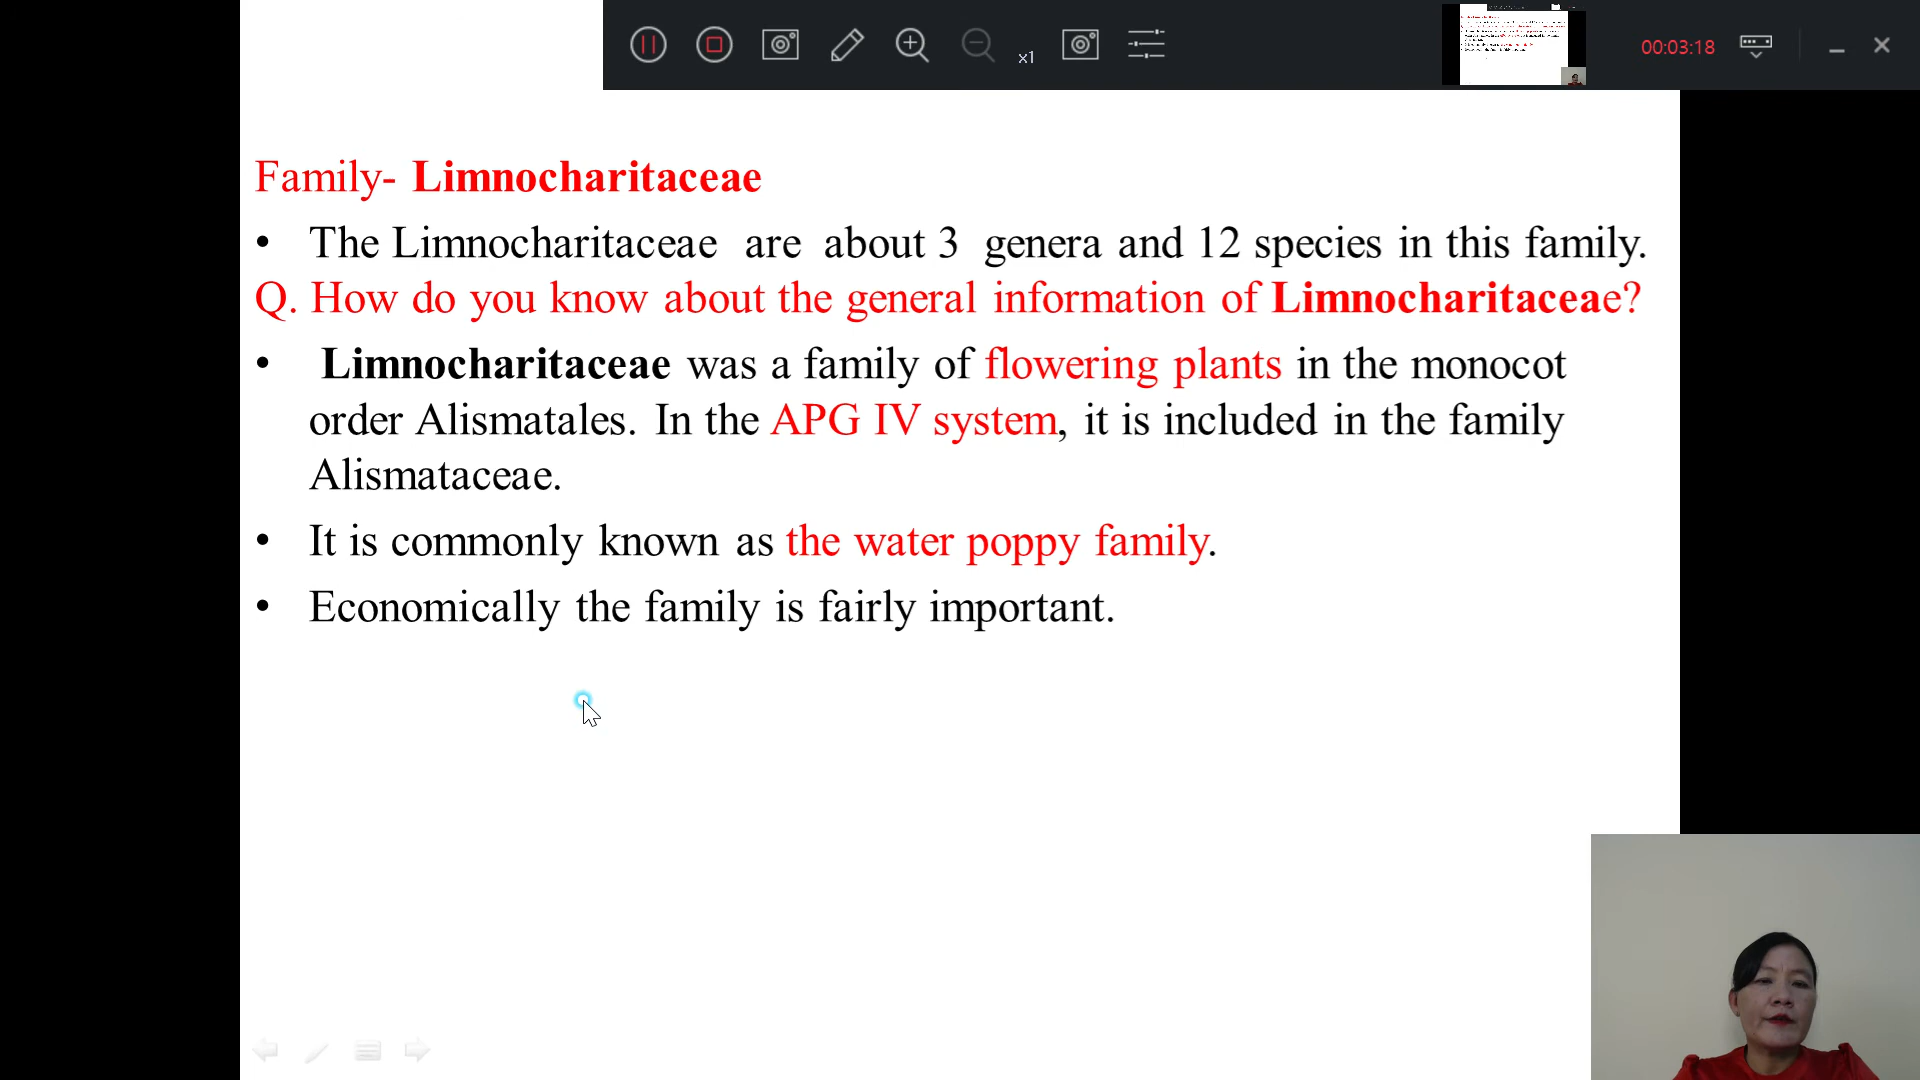 x1
00:03:18
Family- Limnocharitaceae
• The Limnocharitaceae are about 3 genera and 12 species in this family.
Q. How do you know about the general information of Limnocharitaceae?
• Limnocharitaceae was a family of flowering plants in the monocot
order Alismatales. In the APG IV system, it is included in the family
Alismataceae.
• It is commonly known as the water poppy family.
• Economically the family is fairly important.